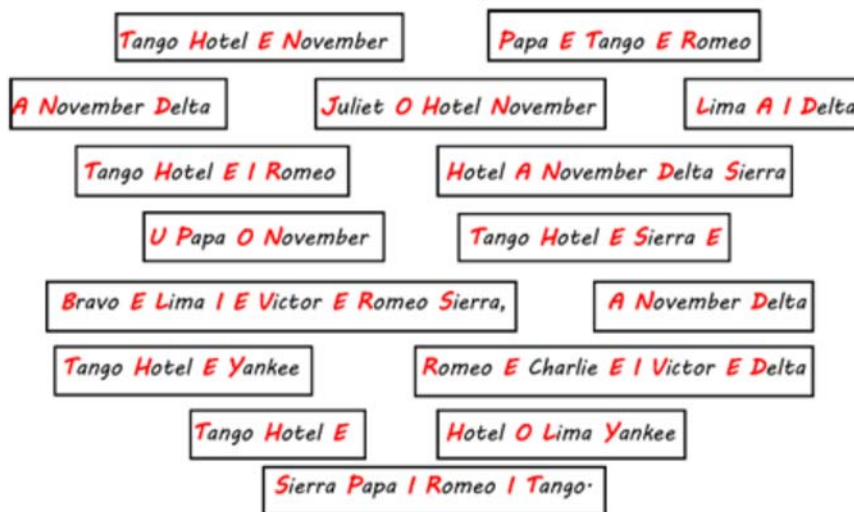 Tango Hotel E November Papa E Tango E Romeo
A November Delta Juliet O Hotel November Lima A I Delta
Tango Hotel E I Romeo Hotel A November Delta Sierra
U Papa O November Tango Hotel E Sierra E
Bravo E Lima I E Victor E Romeo Sierra, A November Delta
Tango Hotel E Yankee Romeo E Charlie E I Victor E Delta
Tango Hotel E Hotel O Lima Yankee
Sierra Papa I Romeo I Tango.